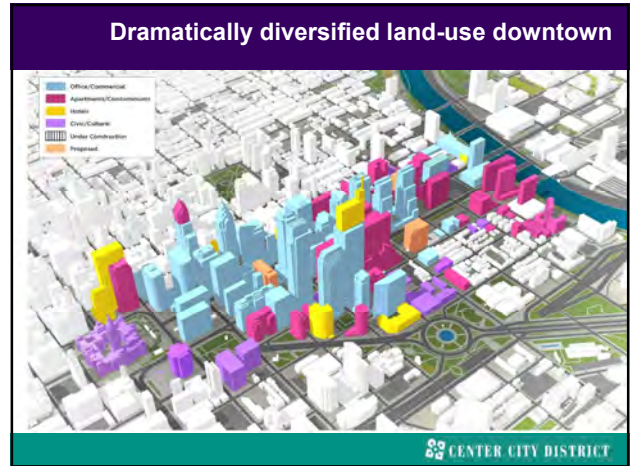 Dramatically diversified land-use downtown
Office/Commercial
Apartments/Condominiums
Hotels
Civic/Cultural
Under Construction
Proposed
CENTER CITY DISTRICT